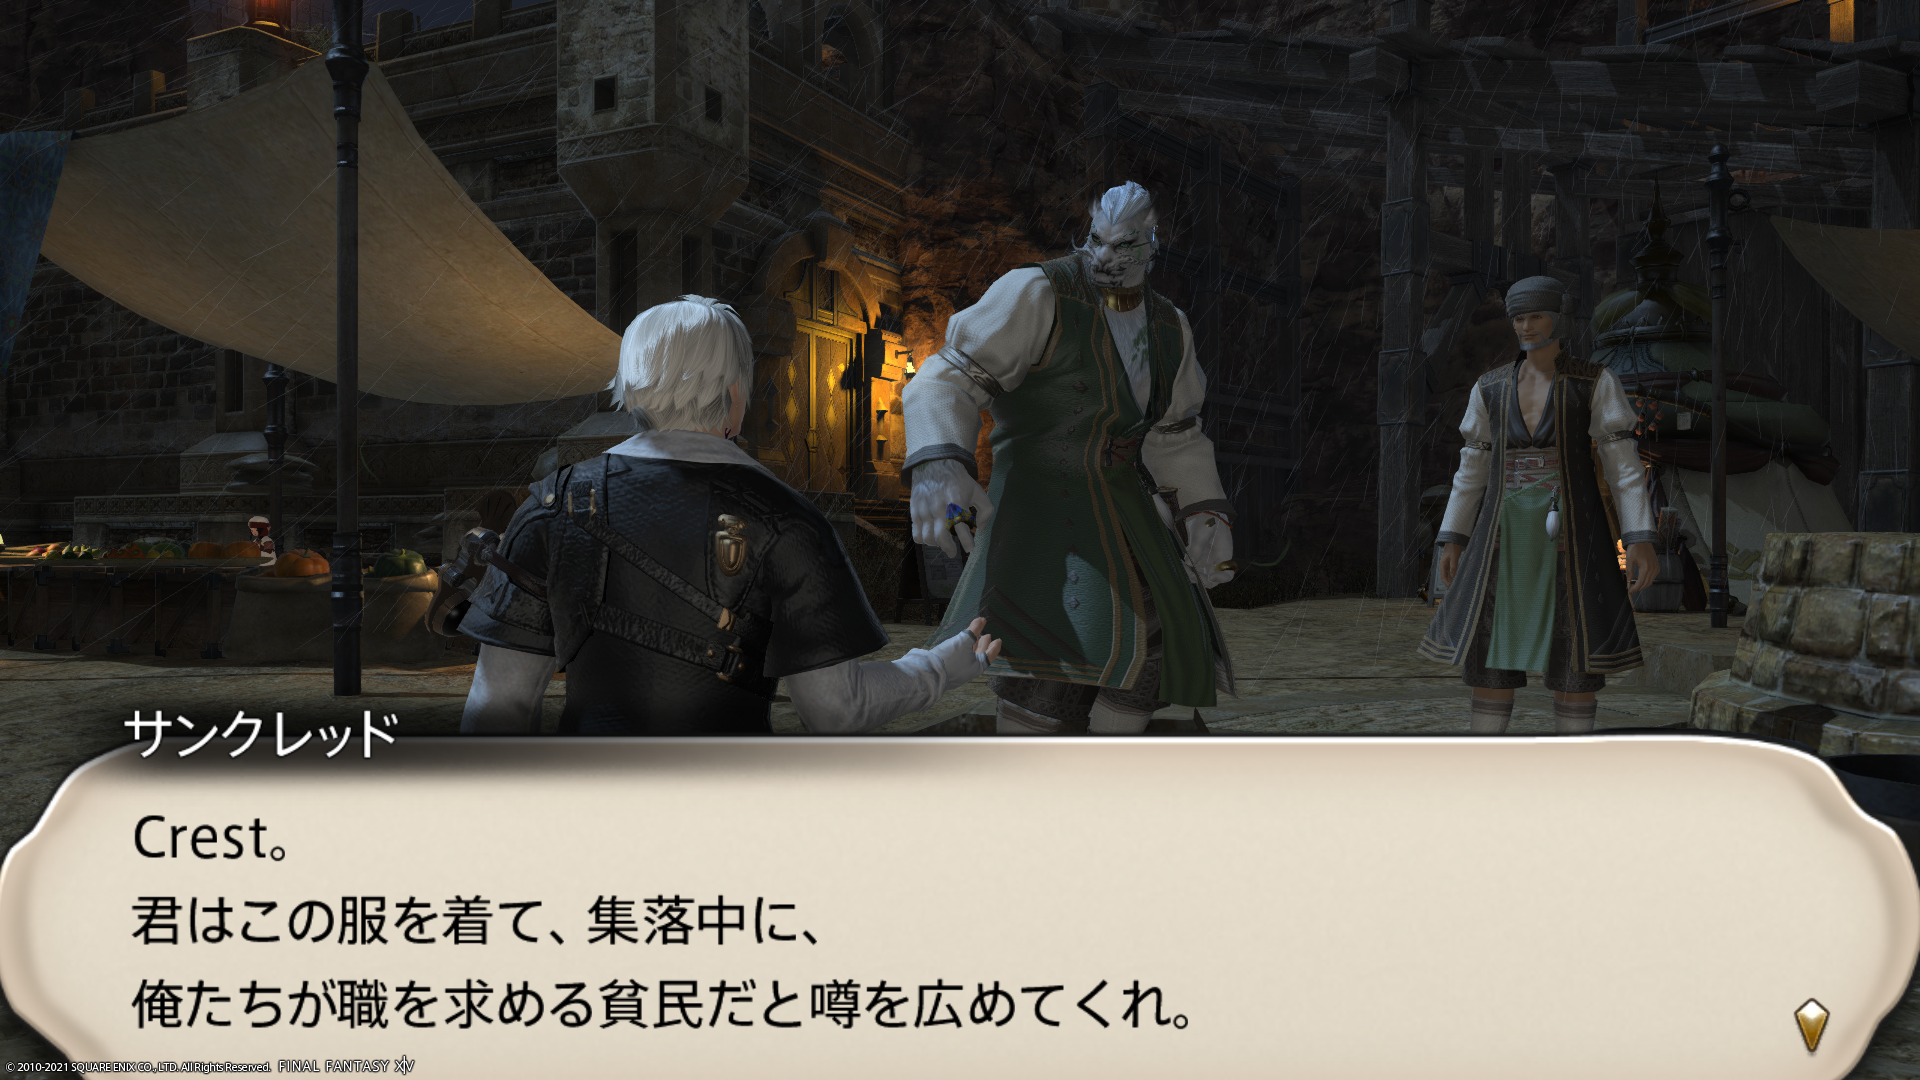 サンクレッド
Crest。
君はこの服を着て、集落中に、
俺たちが職を求める貧民だと噂を広めてくれ。
© 2010-2021 SQUARE ENIX CO., LTD. All Rights Reserved. FINAL FANTASY XIV